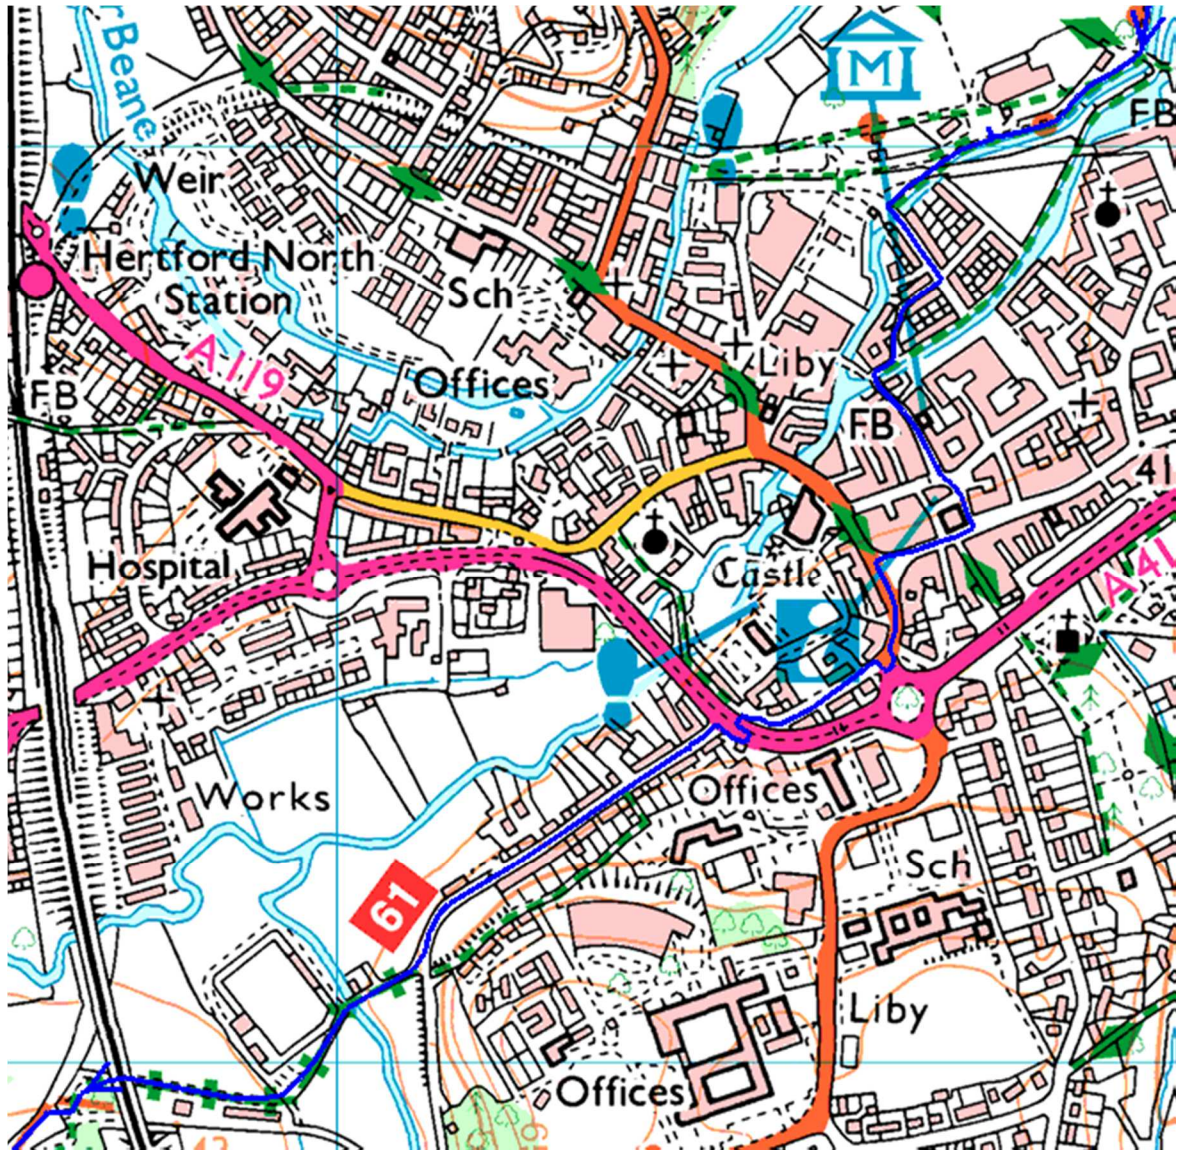 r Beane
M
FB
Weir
Hertford North
Station
Sch
A119
Liby
FB
Offices
FB
41
Hospital
Castle
A 41
Works
Offices
61
Sch
Liby
Offices